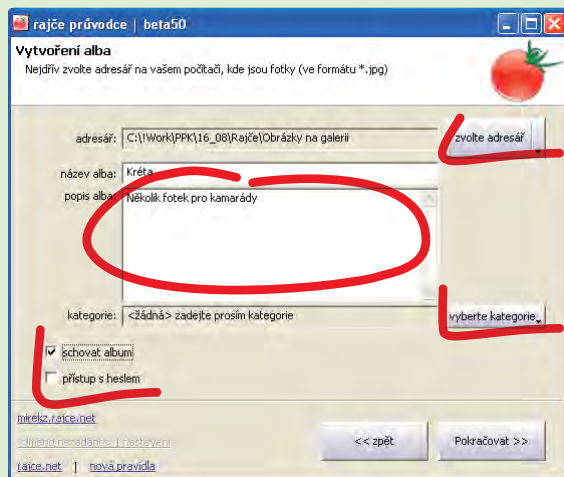 rajče průvodce | beta50
Vytvoření alba
Nejdřív zvolte adresář na vašem počítači, kde jsou fotky (ve formátu *.jpg)
adresář: C:\!Work\PPK\16_08\Rajče\Obrázky na galerii zvolte adresář
název alba: Kréta
popis alba: Několik fotek pro kamarády
kategorie: <žádná> zadejte prosím kategorie vyberte kategorie
schovat album
přístup s heslem
mirekz.rajce.net
<< zpět Pokračovat >>
rajce.net | nová pravidla